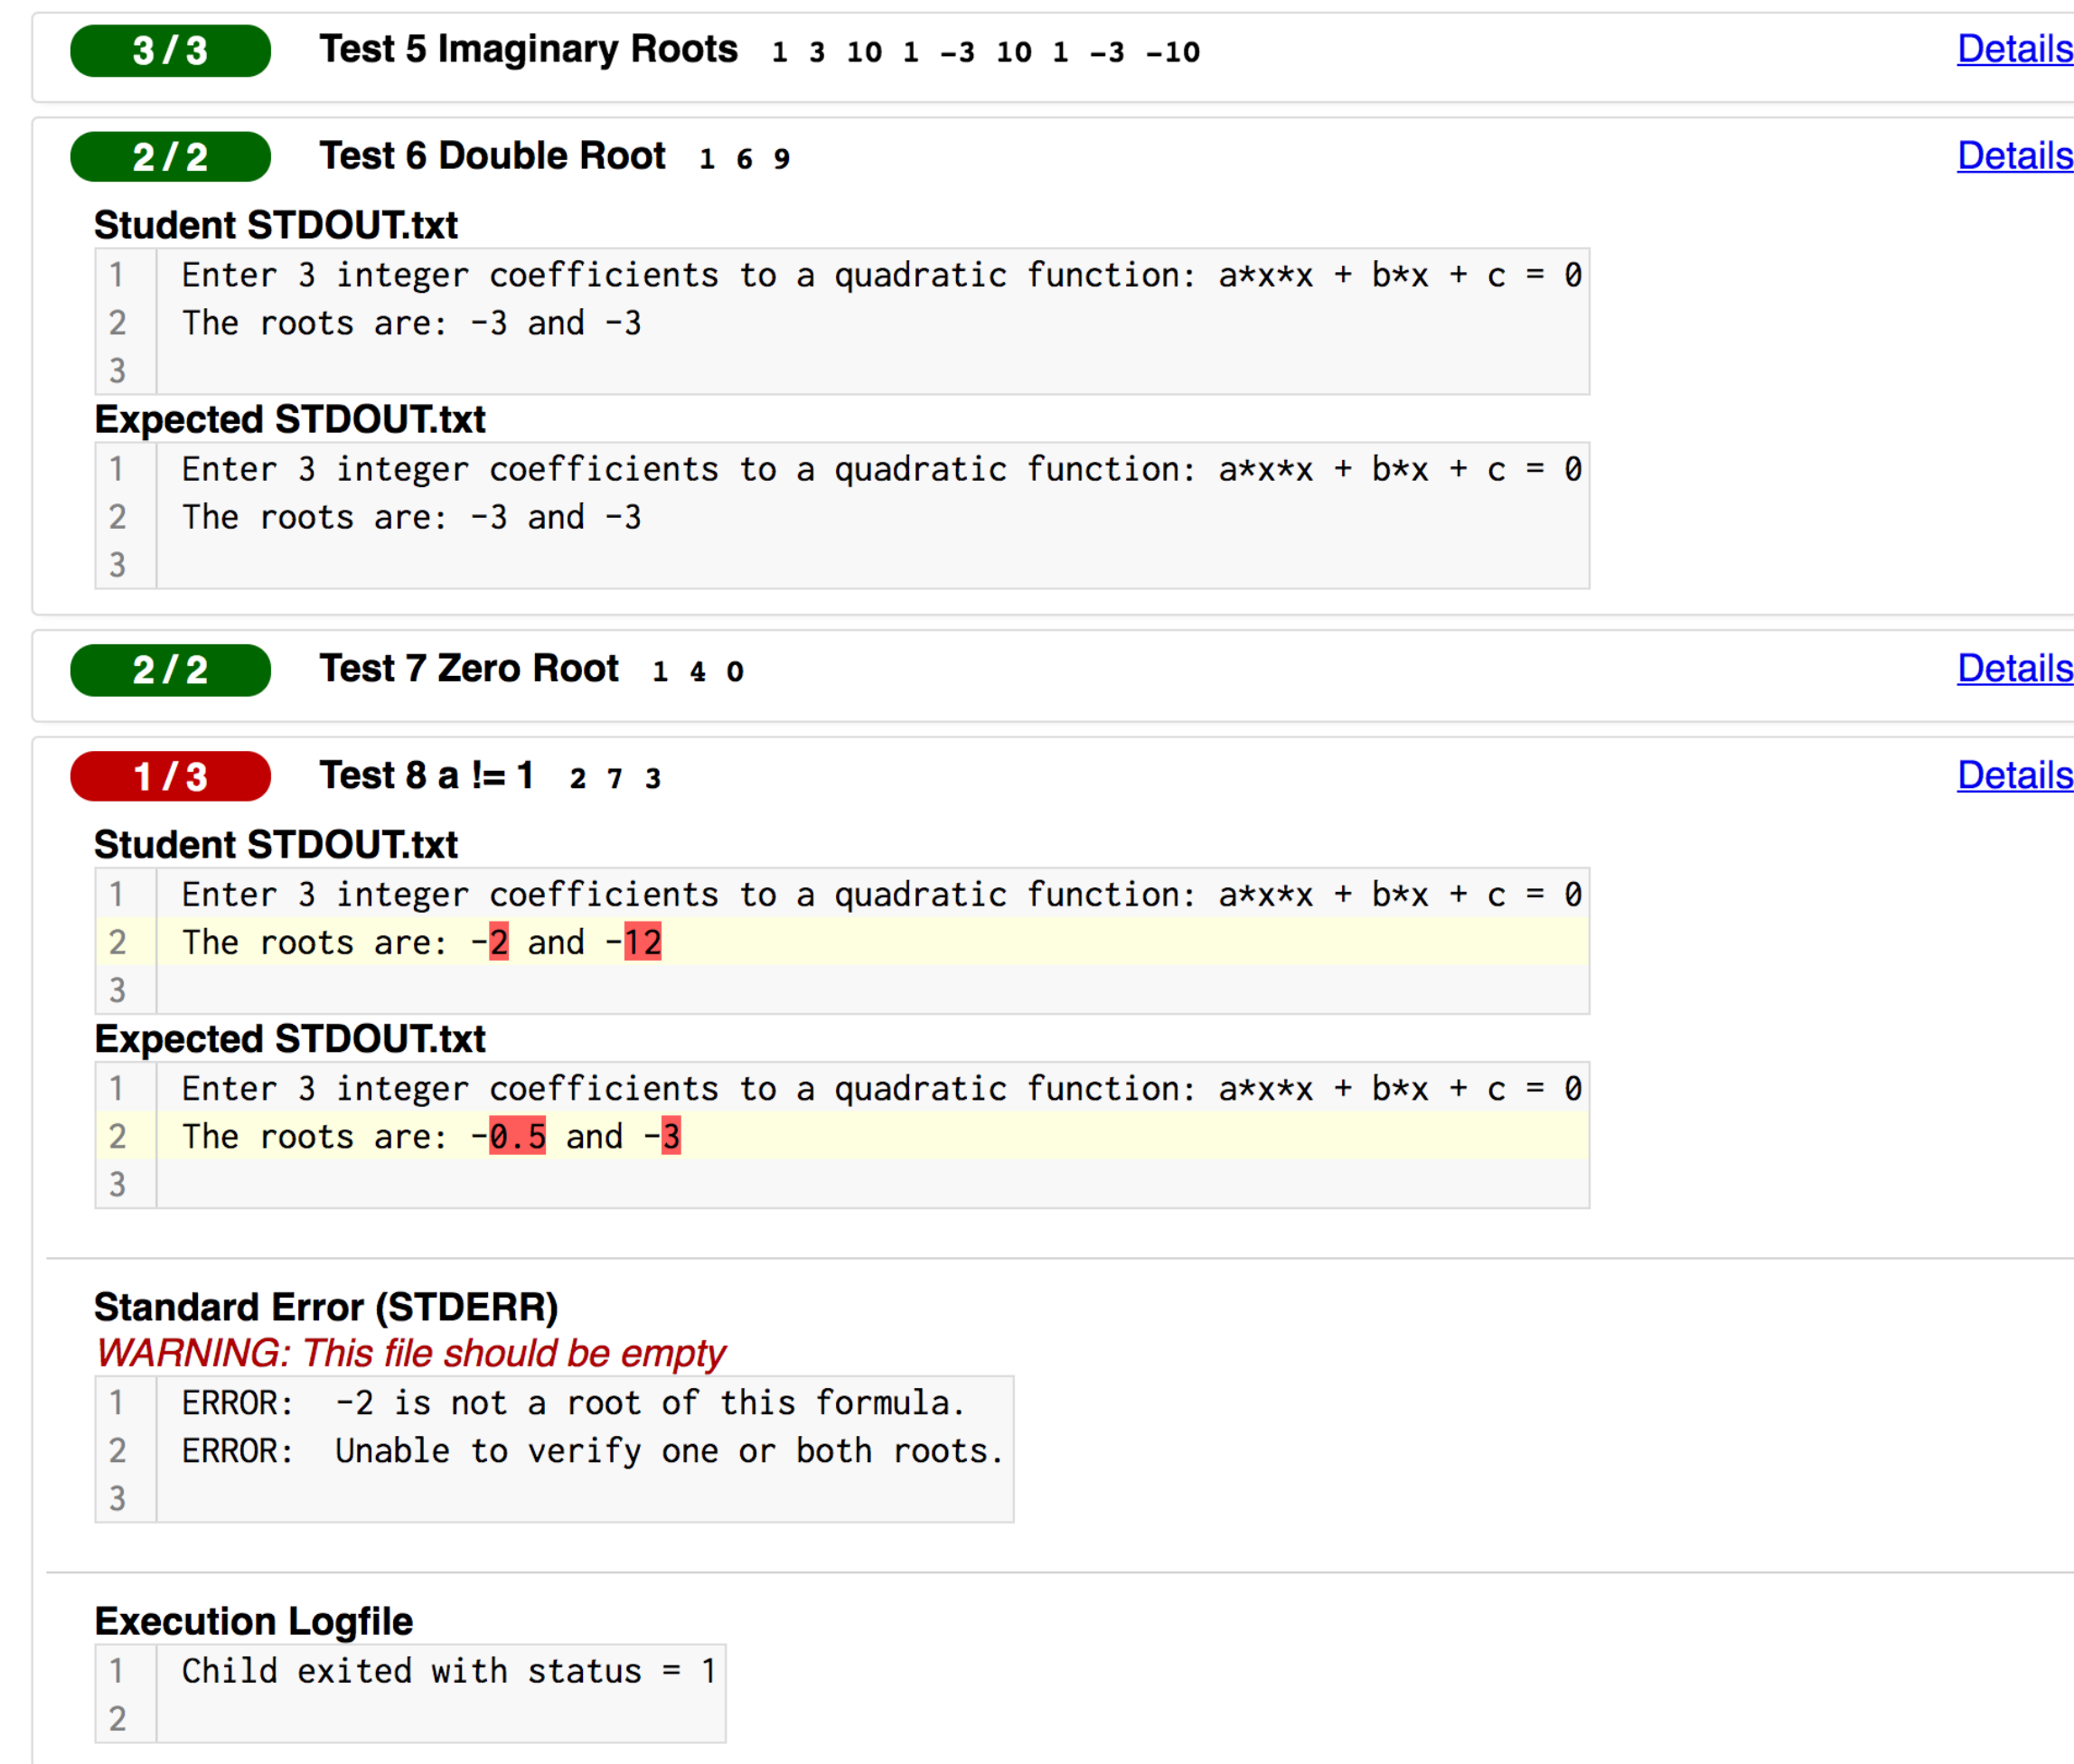 3 / 3 Test 5 Imaginary Roots 1 3 10 1 -3 10 1 -3 -10 Details
2 / 2 Test 6 Double Root 1 6 9 Details
Student STDOUT.txt
1 Enter 3 integer coefficients to a quadratic function: a*x*x + b*x + c = 0
2 The roots are: -3 and -3
3
Expected STDOUT.txt
1 Enter 3 integer coefficients to a quadratic function: a*x*x + b*x + c = 0
2 The roots are: -3 and -3
3
2 / 2 Test 7 Zero Root 1 4 0 Details
1 / 3 Test 8 a != 1 2 7 3 Details
Student STDOUT.txt
1 Enter 3 integer coefficients to a quadratic function: a*x*x + b*x + c = 0
2 The roots are: -2 and -12
3
Expected STDOUT.txt
1 Enter 3 integer coefficients to a quadratic function: a*x*x + b*x + c = 0
2 The roots are: -0.5 and -3
3
Standard Error (STDERR)
WARNING: This file should be empty
1 ERROR:  -2 is not a root of this formula.
2 ERROR:  Unable to verify one or both roots.
3
Execution Logfile
1 Child exited with status = 1
2